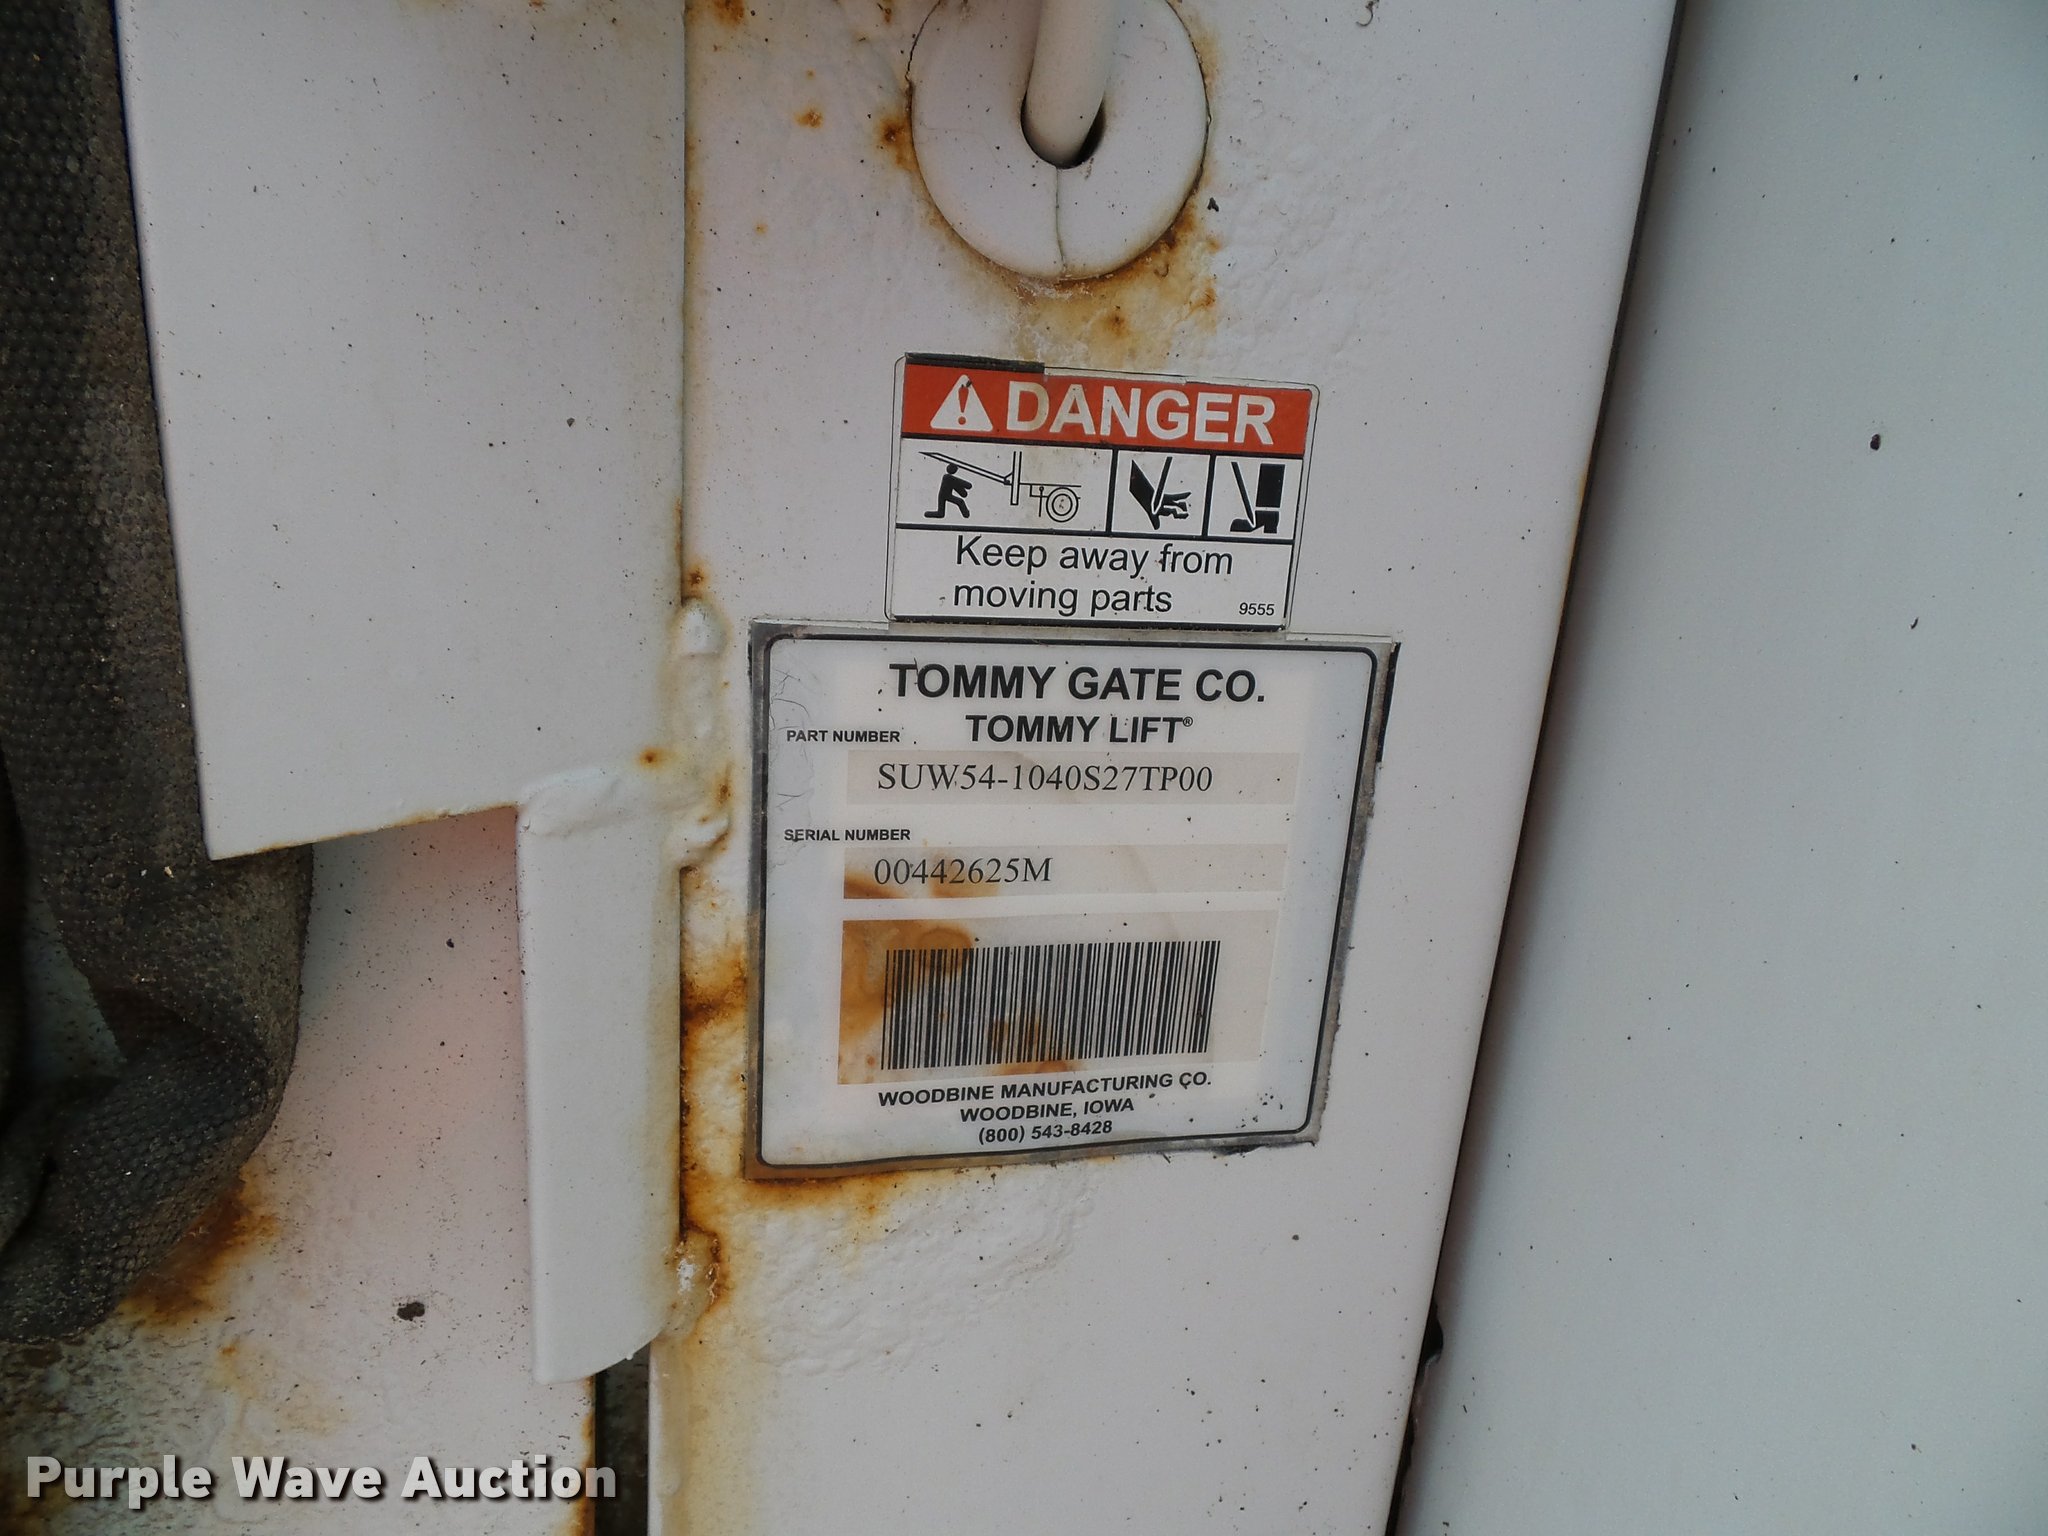 DANGER
Keep away from
moving parts
9555
TOMMY GATE CO.
TOMMY LIFT®
PART NUMBER
SUW54-1040S27TP00
SERIAL NUMBER
00442625M
WOODBINE MANUFACTURING CO.
WOODBINE, IOWA
(800) 543-8428
Purple Wave Auction